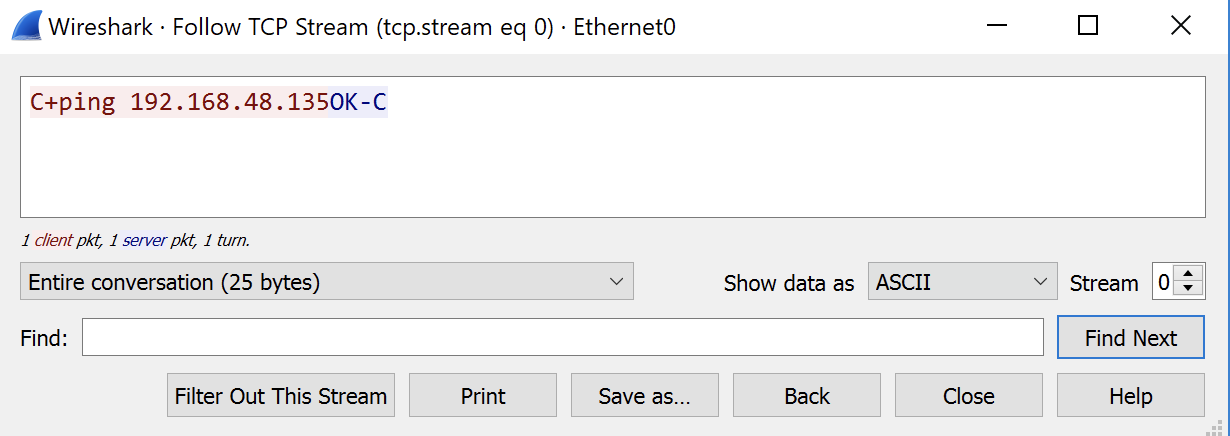 Wireshark · Follow TCP Stream (tcp.stream eq 0) · Ethernet0
C+ping 192.168.48.135OK-C
1 client pkt, 1 server pkt, 1 turn.
Entire conversation (25 bytes) Show data as ASCII Stream 0
Find: Find Next
Filter Out This Stream Print Save as… Back Close Help